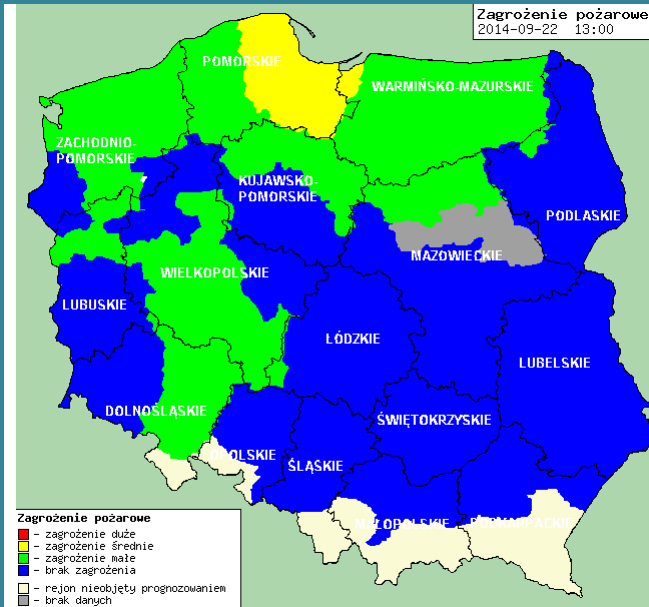 Zagrożenie pożarowe
2014-09-22 13:00
POMORSKIE
WARMIŃSKO-MAZURSKIE
ZACHODNIO-
POMORSKIE
KUJAWSKO-
POMORSKIE
PODLASKIE
MAZOWIECKIE
WIELKOPOLSKIE
LUBUSKIE
ŁÓDZKIE
LUBELSKIE
DOLNOŚLĄSKIE
ŚWIĘTOKRZYSKIE
OPOLSKIE
ŚLĄSKIE
MAŁOPOLSKIE
PODKARPACKIE
Zagrożenie pożarowe
- zagrożenie duże
- zagrożenie średnie
- zagrożenie małe
- brak zagrożenia
- rejon nieobjęty prognozowaniem
- brak danych